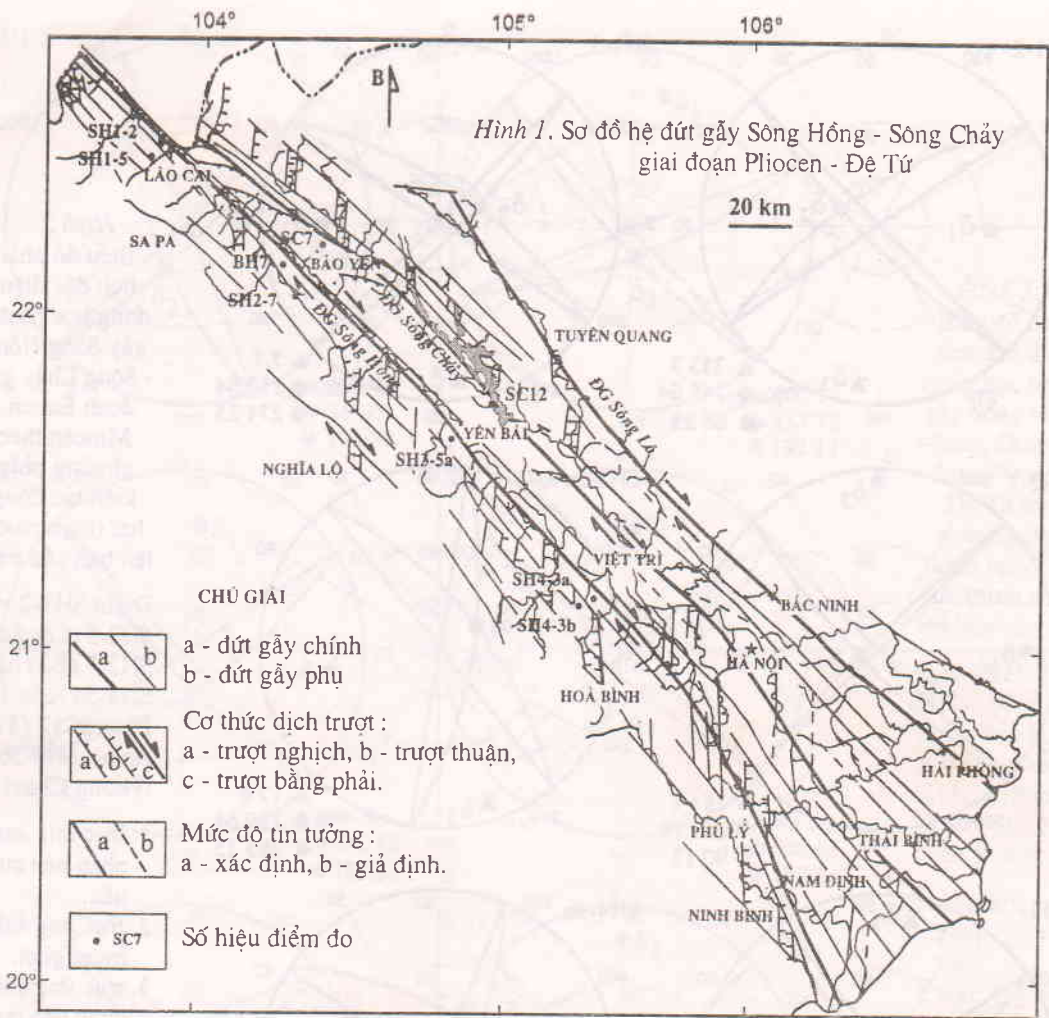 104°
105°
106°
B
Hình 1. Sơ đồ hệ đứt gẫy Sông Hồng - Sông Chảy
giai đoạn Pliocen - Đệ Tứ
20 km
SH1-2
SH1-5
LÀO CAI
SA PA
SC7
BH7
BẢO YÊN
SH2-7
22°
ĐG Sông Hồng
ĐG Sông Chảy
TUYÊN QUANG
ĐG Sông Lô
SC12
YÊN BÁI
SH3-5a
NGHĨA LỘ
VIỆT TRÌ
SH4-3a
SH4-3b
BẮC NINH
21°
HÀ NỘI
HOÀ BÌNH
HẢI PHÒNG
PHỦ LÝ
THÁI BÌNH
NAM ĐỊNH
NINH BÌNH
20°
CHÚ GIẢI
a b
a - đứt gẫy chính
b - đứt gẫy phụ
a b c
Cơ thức dịch trượt :
a - trượt nghịch, b - trượt thuận,
c - trượt bằng phải.
a b
Mức độ tin tưởng :
a - xác định, b - giả định.
SC7
Số hiệu điểm đo